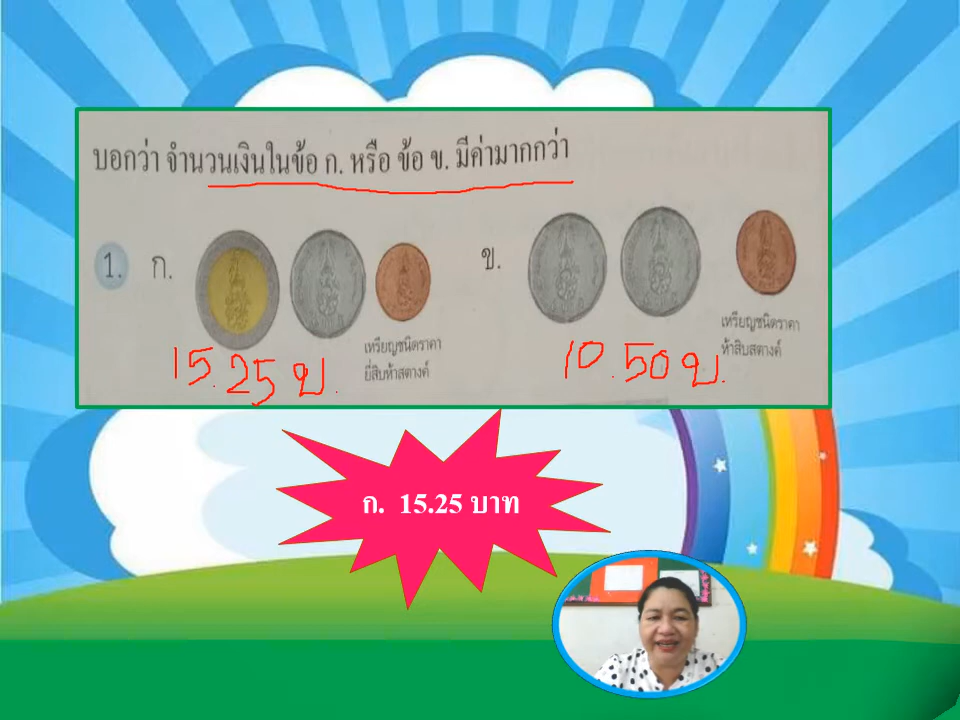 บอกว่า จำนวนเงินในข้อ ก. หรือ ข้อ ข. มีค่ามากกว่า
1. ก.
ข.
เหรียญชนิดราคา
ยี่สิบห้าสตางค์
เหรียญชนิดราคา
ห้าสิบสตางค์
15.25 บ.
10.50 บ.
ก. 15.25 บาท